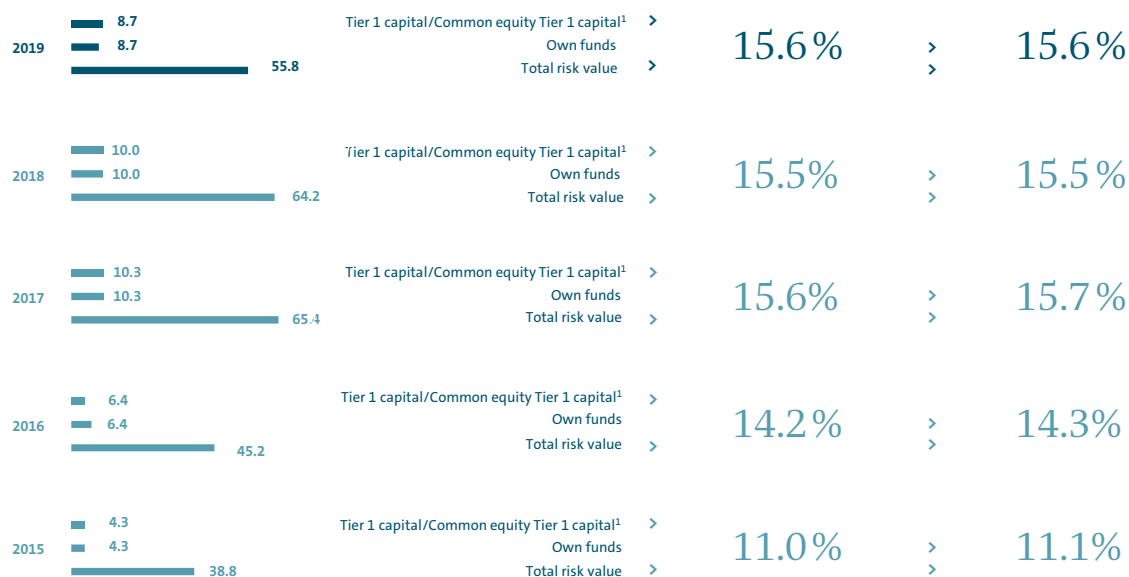 8.7 Tier 1 capital/Common equity Tier 1 capital¹ >
2019 8.7 Own funds 15.6 % > 15.6 %
55.8 Total risk value > >
10.0 Tier 1 capital/Common equity Tier 1 capital¹ >
2018 10.0 Own funds 15.5% > 15.5 %
64.2 Total risk value > >
10.3 Tier 1 capital/Common equity Tier 1 capital¹ >
2017 10.3 Own funds 15.6% > 15.7 %
65.4 Total risk value > >
6.4 Tier 1 capital/Common equity Tier 1 capital¹ >
2016 6.4 Own funds 14.2 % > 14.3%
45.2 Total risk value > >
4.3 Tier 1 capital/Common equity Tier 1 capital¹ >
2015 4.3 Own funds 11.0 % > 11.1%
38.8 Total risk value > >